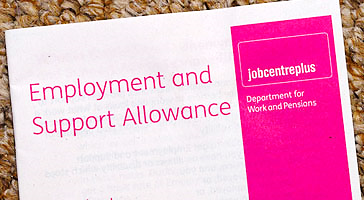 Employment and
Support Allowance
jobcentreplus
Department for
Work and Pensions